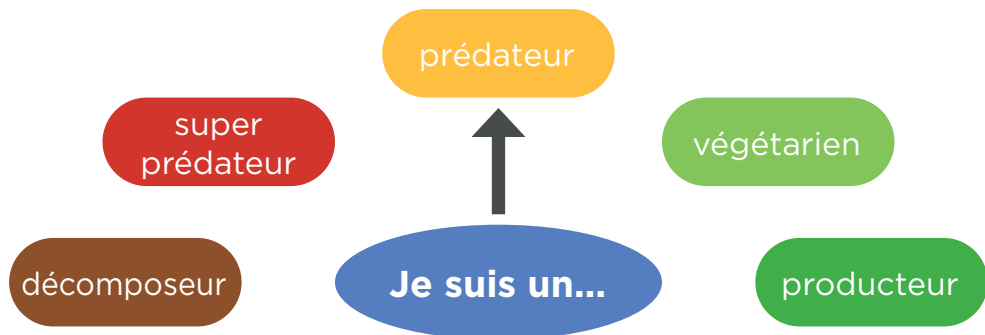 prédateur
super
prédateur
végétarien
décomposeur
Je suis un...
producteur